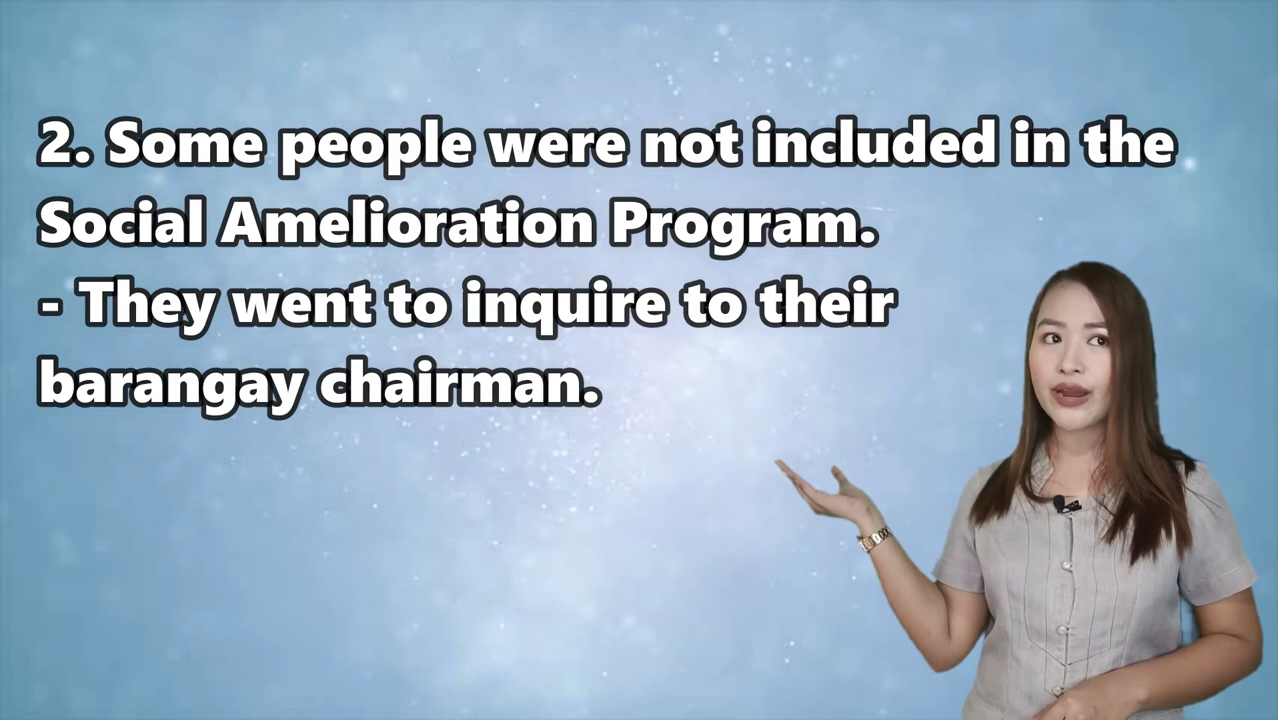 2. Some people were not included in the
Social Amelioration Program.
- They went to inquire to their
barangay chairman.